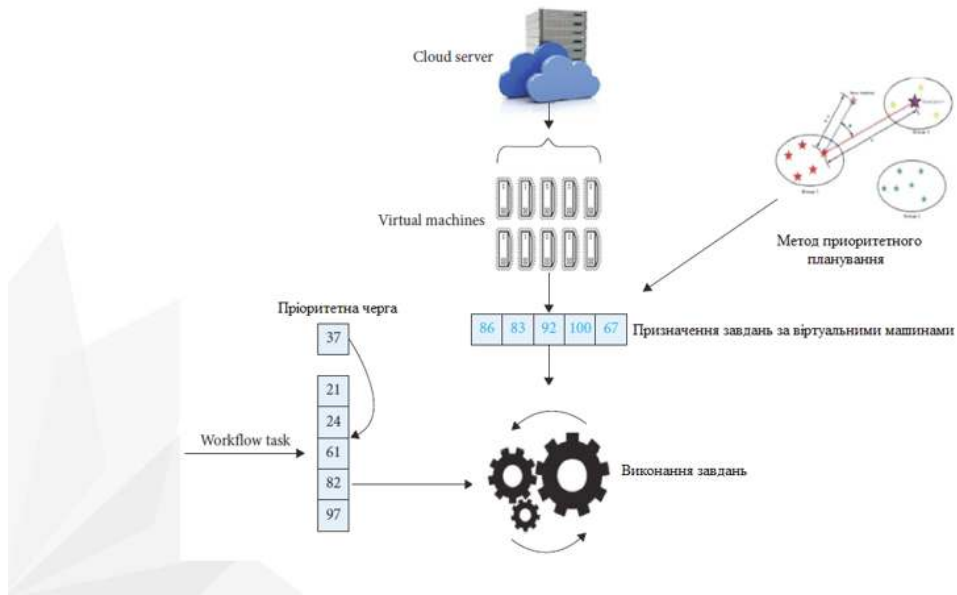 Cloud server
Virtual machines
Метод приоритетного
планування
Пріоритетна черга
37
86 83 92 100 67
Призначення завдань за віртуальними машинами
21
24
61
82
97
Workflow task
Виконання завдань